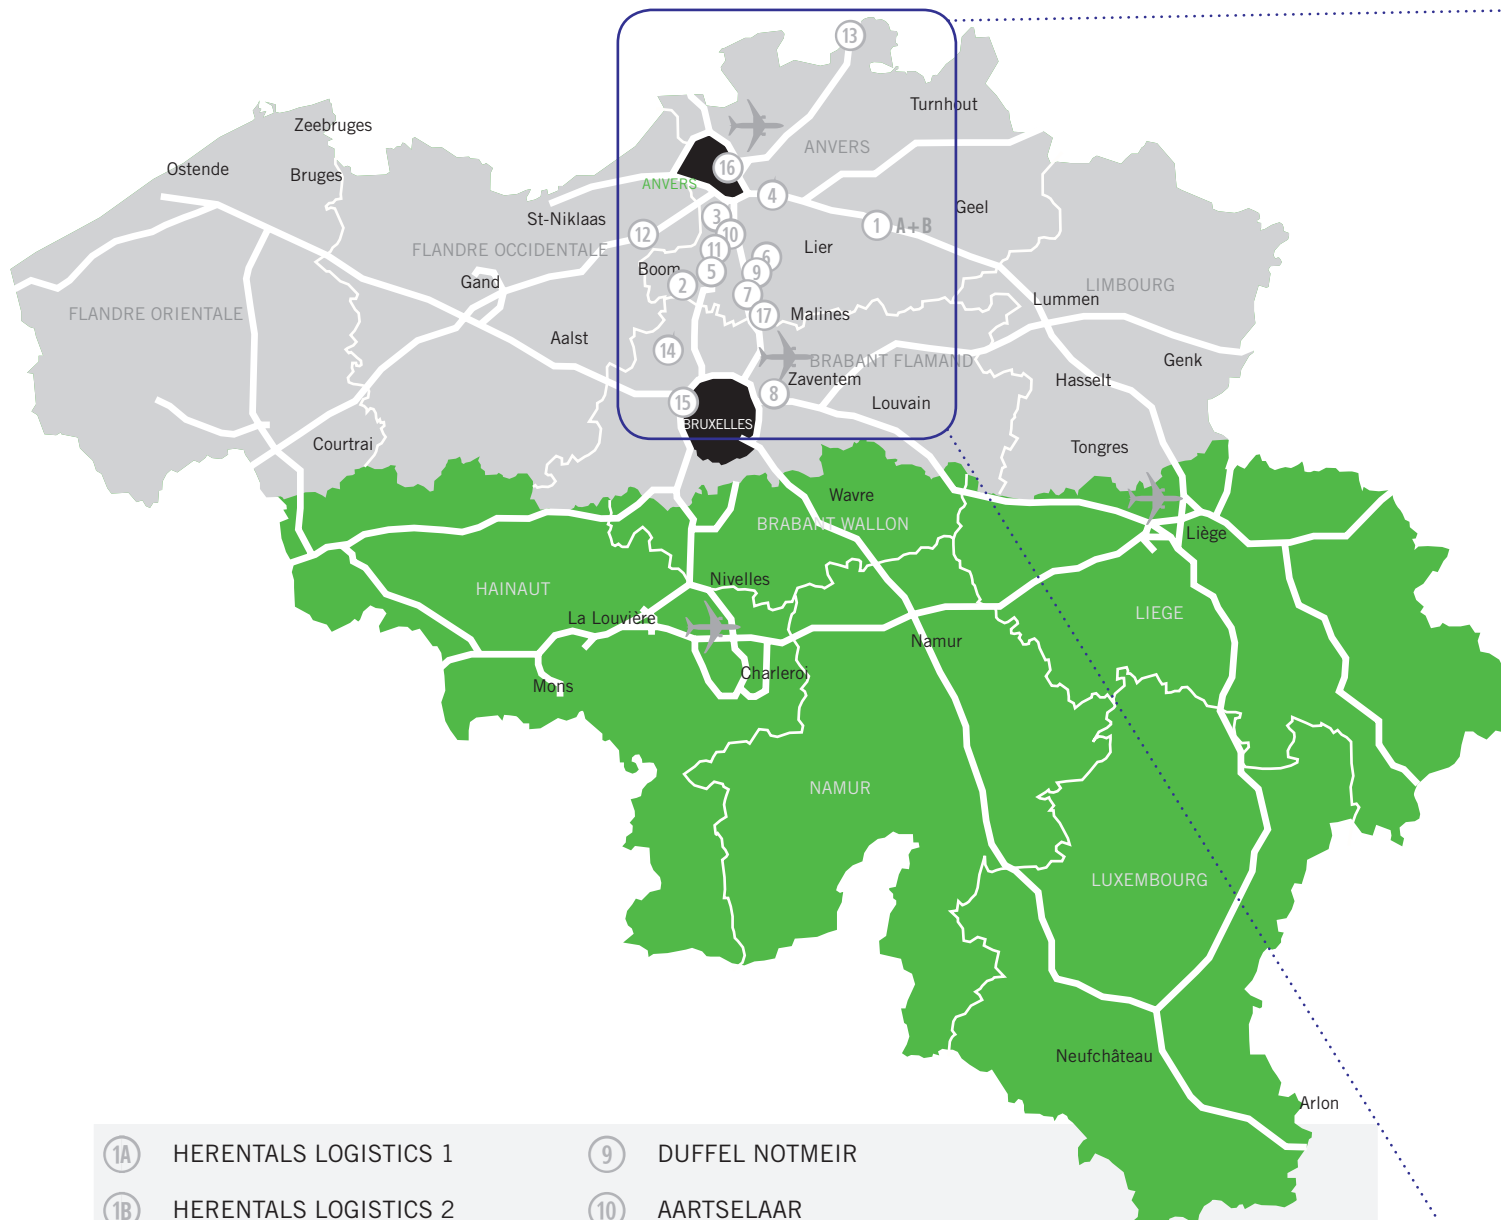 13
Turnhout
Zeebruges
ANVERS
Ostende
16
Bruges
ANVERS
4
Geel
St-Niklaas
3
1 A+B
12
10
FLANDRE OCCIDENTALE
11
Lier
6
Boom
5
9
Gand
2
LIMBOURG
7
Lummen
FLANDRE ORIENTALE
17
Malines
Aalst
14
BRABANT FLAMAND
Genk
Zaventem
Hasselt
8
15
Louvain
BRUXELLES
Courtrai
Tongres
Wavre
BRABANT WALLON
Liège
Nivelles
HAINAUT
LIEGE
La Louvière
Namur
Charleroi
Mons
NAMUR
LUXEMBOURG
Neufchâteau
Arlon
1A HERENTALS LOGISTICS 1
9 DUFFEL NOTMEIR
1B HERENTALS LOGISTICS 2
10 AARTSELAAR